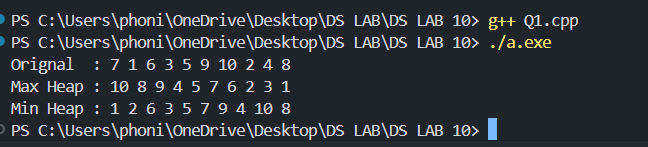 PS C:\Users\phoni\OneDrive\Desktop\DS LAB\DS LAB 10> g++ Q1.cpp
PS C:\Users\phoni\OneDrive\Desktop\DS LAB\DS LAB 10> ./a.exe
Orignal  : 7 1 6 3 5 9 10 2 4 8
Max Heap : 10 8 9 4 5 7 6 2 3 1
Min Heap : 1 2 6 3 5 7 9 4 10 8
PS C:\Users\phoni\OneDrive\Desktop\DS LAB\DS LAB 10>